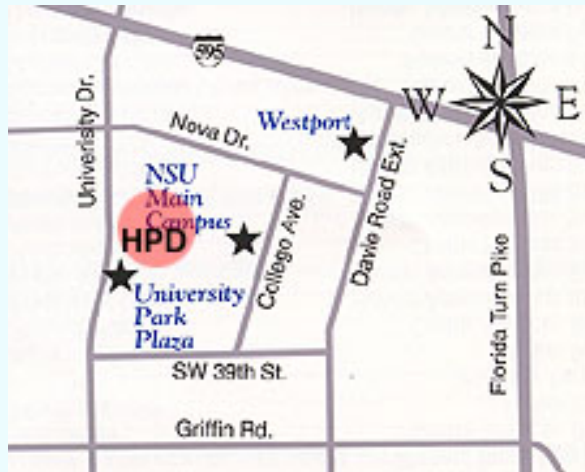 N
595
W
E
Univerisity Dr.
Nova Dr.
Westport
S
NSU
Main
Campus
HPD
College Ave.
Davie Road Ext.
University
Park
Plaza
Florida Turn Pike
SW 39th St.
Griffin Rd.